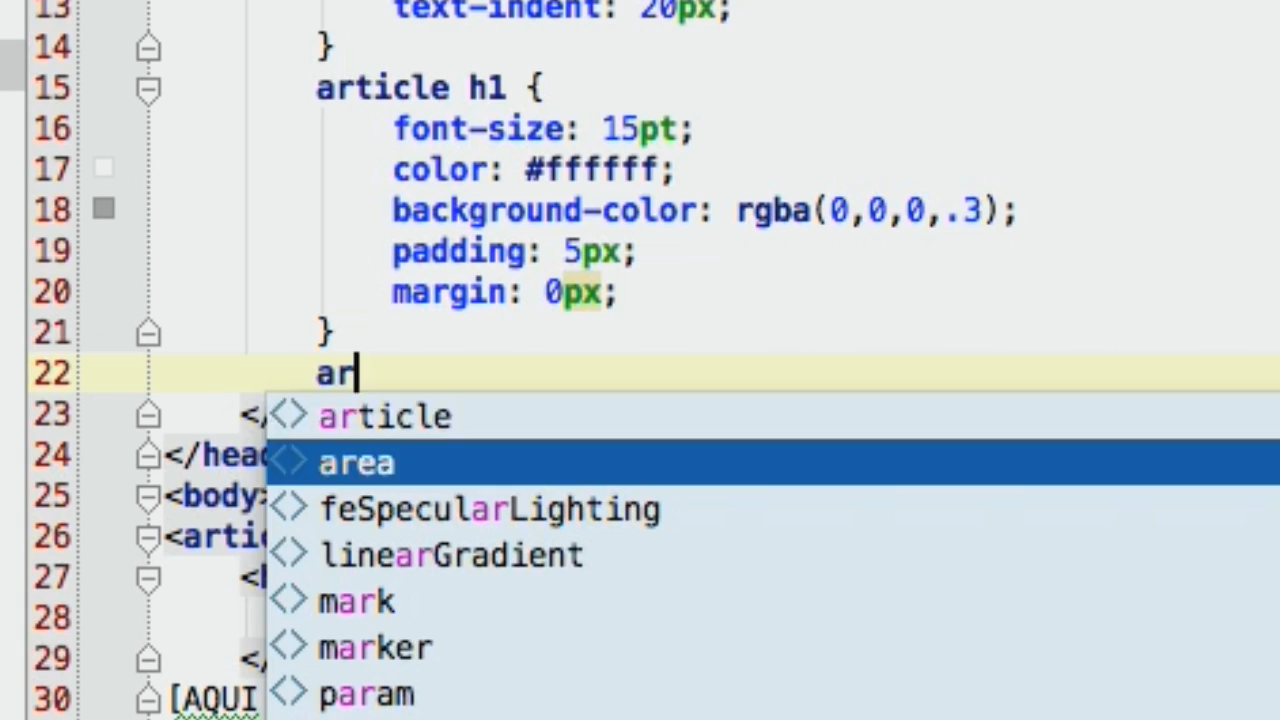 13 text-indent: 20px;
14 }
15 article h1 {
16 font-size: 15pt;
17 color: #ffffff;
18 background-color: rgba(0,0,0,.3);
19 padding: 5px;
20 margin: 0px;
21 }
22 ar
23 </
24 </head
25 <body>
26 <artic
27 <h
28
29 </
30 [AQUI
article
area
feSpecularLighting
linearGradient
mark
marker
param